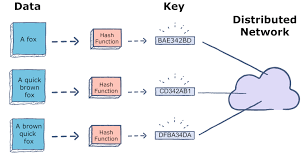 Data
Key
Distributed
Network
A fox
Hash
Function
BAE342BD
A quick
brown
fox
Hash
Function
CD342AB1
A brown
quick
fox
Hash
Function
DFBA34DA